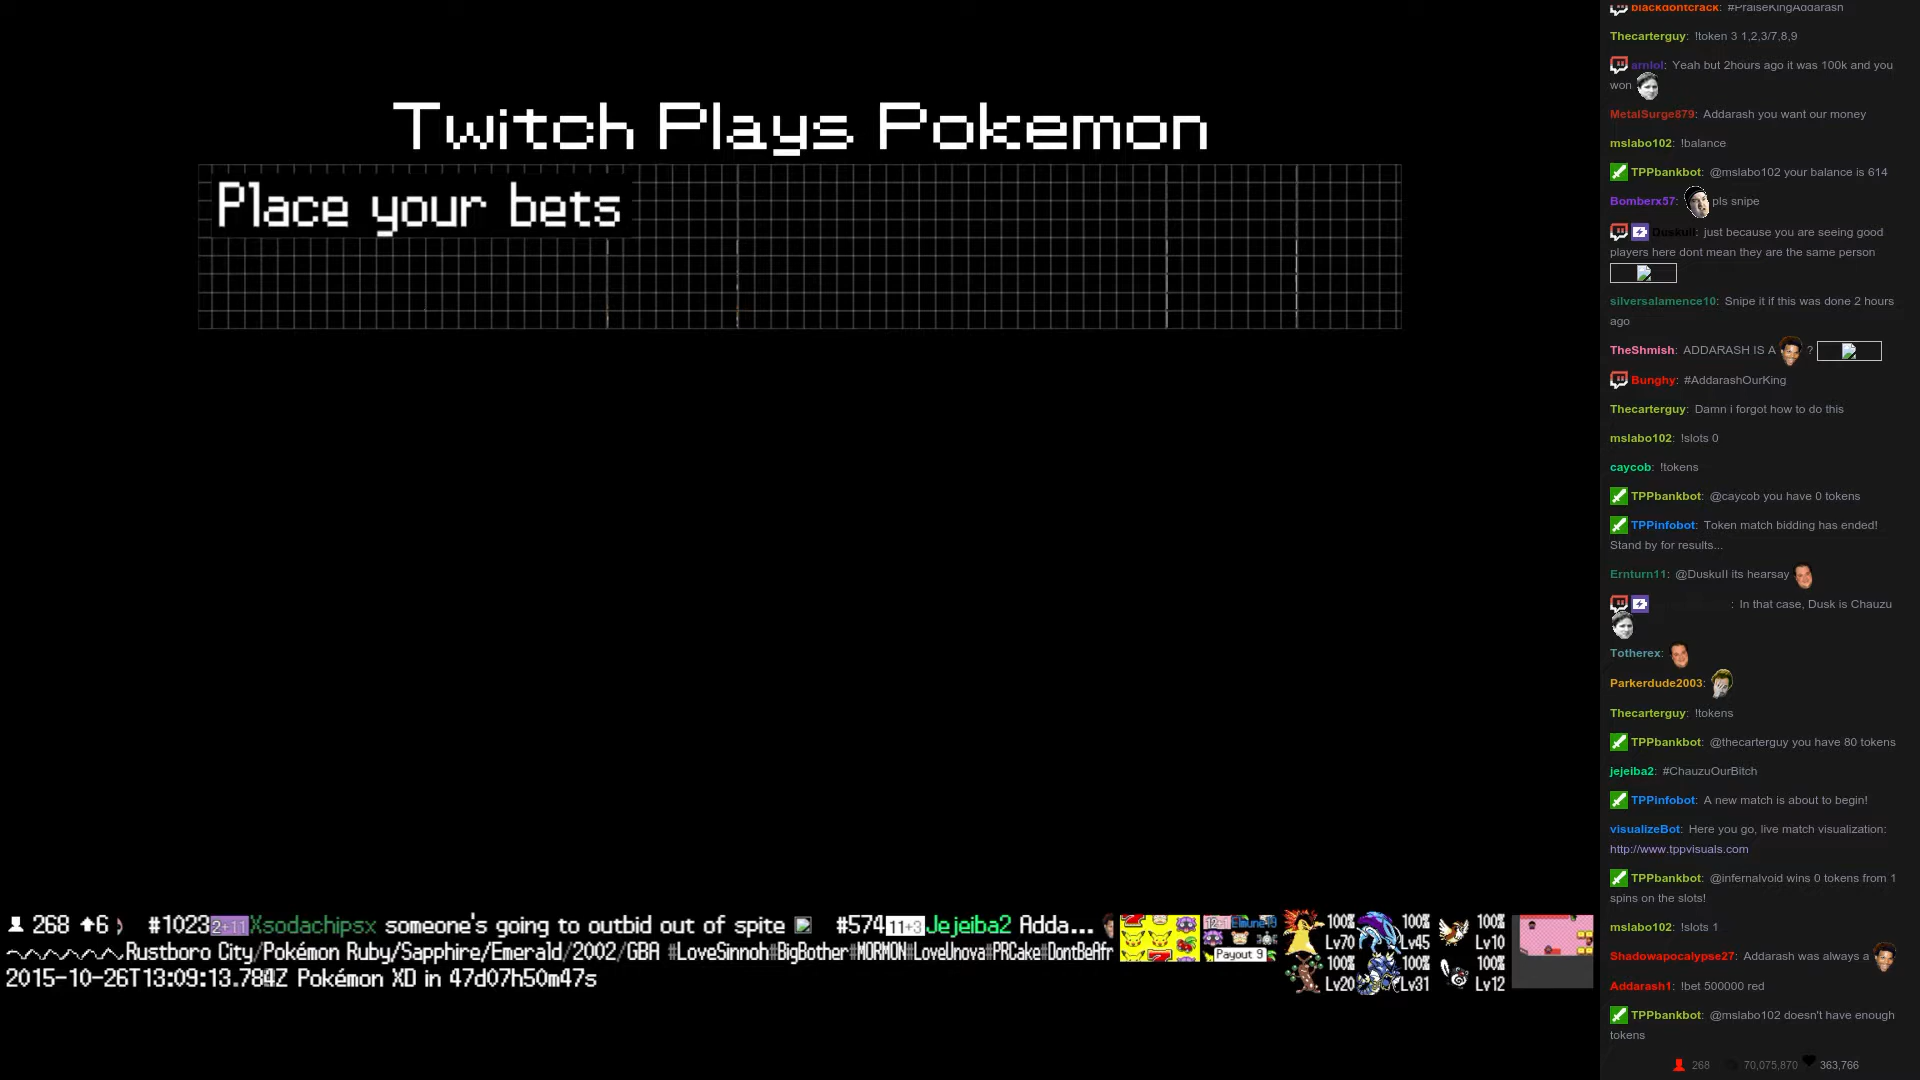 Twitch Plays Pokemon
Place your bets
268 6 #1023 2+11 Xsodachipsx someone's going to outbid out of spite #574 11+3 Jejeiba2 Adda...
Rustboro City/Pokémon Ruby/Sapphire/Emerald/2002/GBA #LoveSinnoh#BigBother#MORMON#LoveUnova#PRCake#DontBeAfr
2015-10-26T13:09:13.784Z Pokémon XD in 47d07h50m47s
Payout 9
100% 100% 100%
Lv70 Lv45 Lv10
100% 100% 100%
Lv20 Lv31 Lv12
blackdontcrack: #PraiseKingAddarash
Thecarterguy: !token 3 1,2,3/7,8,9
arnlol: Yeah but 2hours ago it was 100k and you
won
MetalSurge879: Addarash you want our money
mslabo102: !balance
TPPbankbot: @mslabo102 your balance is 614
Bomberx57: pls snipe
Duskull: just because you are seeing good
players here dont mean they are the same person
silversalamence10: Snipe it if this was done 2 hours
ago
TheShmish: ADDARASH IS A ?
Bunghy: #AddarashOurKing
Thecarterguy: Damn i forgot how to do this
mslabo102: !slots 0
caycob: !tokens
TPPbankbot: @caycob you have 0 tokens
TPPinfobot: Token match bidding has ended!
Stand by for results...
Ernturn11: @Duskull its hearsay
: In that case, Dusk is Chauzu
Totherex:
Parkerdude2003:
Thecarterguy: !tokens
TPPbankbot: @thecarterguy you have 80 tokens
jejeiba2: #ChauzuOurBitch
TPPinfobot: A new match is about to begin!
visualizeBot: Here you go, live match visualization:
http://www.tppvisuals.com
TPPbankbot: @infernalvoid wins 0 tokens from 1
spins on the slots!
mslabo102: !slots 1
Shadowapocalypse27: Addarash was always a
Addarash1: !bet 500000 red
TPPbankbot: @mslabo102 doesn't have enough
tokens
268 70,075,870 363,766